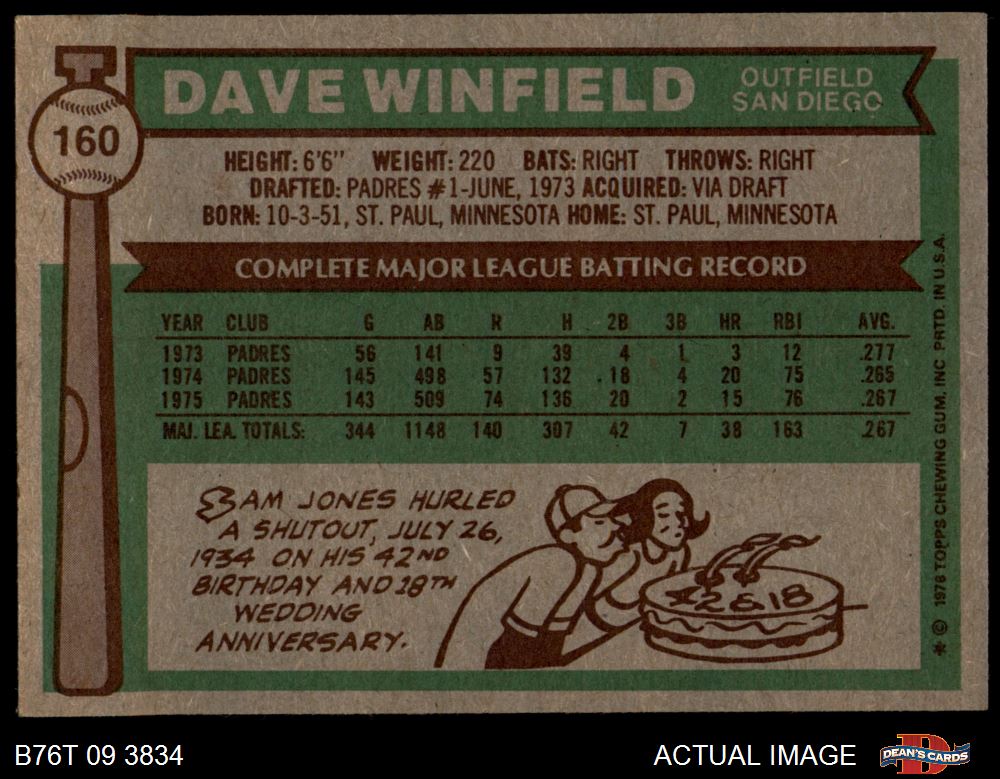 160
DAVE WINFIELD
OUTFIELD
SAN DIEGO
HEIGHT: 6'6" WEIGHT: 220 BATS: RIGHT THROWS: RIGHT
DRAFTED: PADRES #1-JUNE, 1973 ACQUIRED: VIA DRAFT
BORN: 10-3-51, ST. PAUL, MINNESOTA HOME: ST. PAUL, MINNESOTA
COMPLETE MAJOR LEAGUE BATTING RECORD
YEAR CLUB G AB R H 2B 3B HR RBI AVG.
1973 PADRES 56 141 9 39 4 1 3 12 .277
1974 PADRES 145 498 57 132 18 4 20 75 .265
1975 PADRES 143 509 74 136 20 2 15 76 .267
MAJ. LEA. TOTALS: 344 1148 140 307 42 7 38 163 .267
SAM JONES HURLED
A SHUTOUT, JULY 26,
1934 ON HIS 42ND
BIRTHDAY AND 18TH
WEDDING
ANNIVERSARY.
42 & 18
* © 1976 TOPPS CHEWING GUM, INC PRTD. IN U.S.A.
B76T 09 3834
ACTUAL IMAGE
DEAN'S CARDS